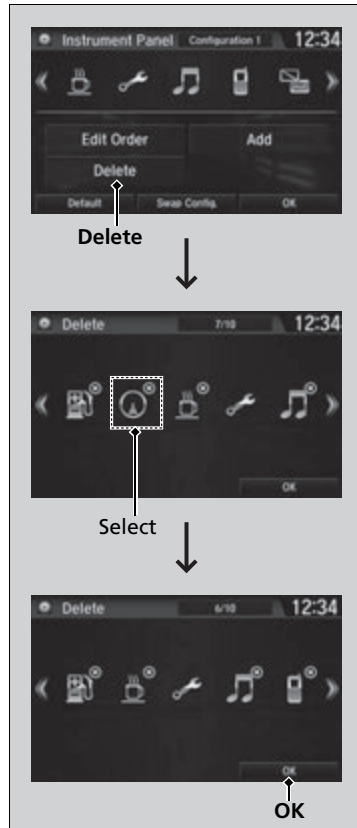 Instrument Panel Configuration 1 12:34
Edit Order Add
Delete
Default Swap Config. OK
Delete
Delete 7/10 12:34
OK
Select
Delete 6/10 12:34
OK
OK